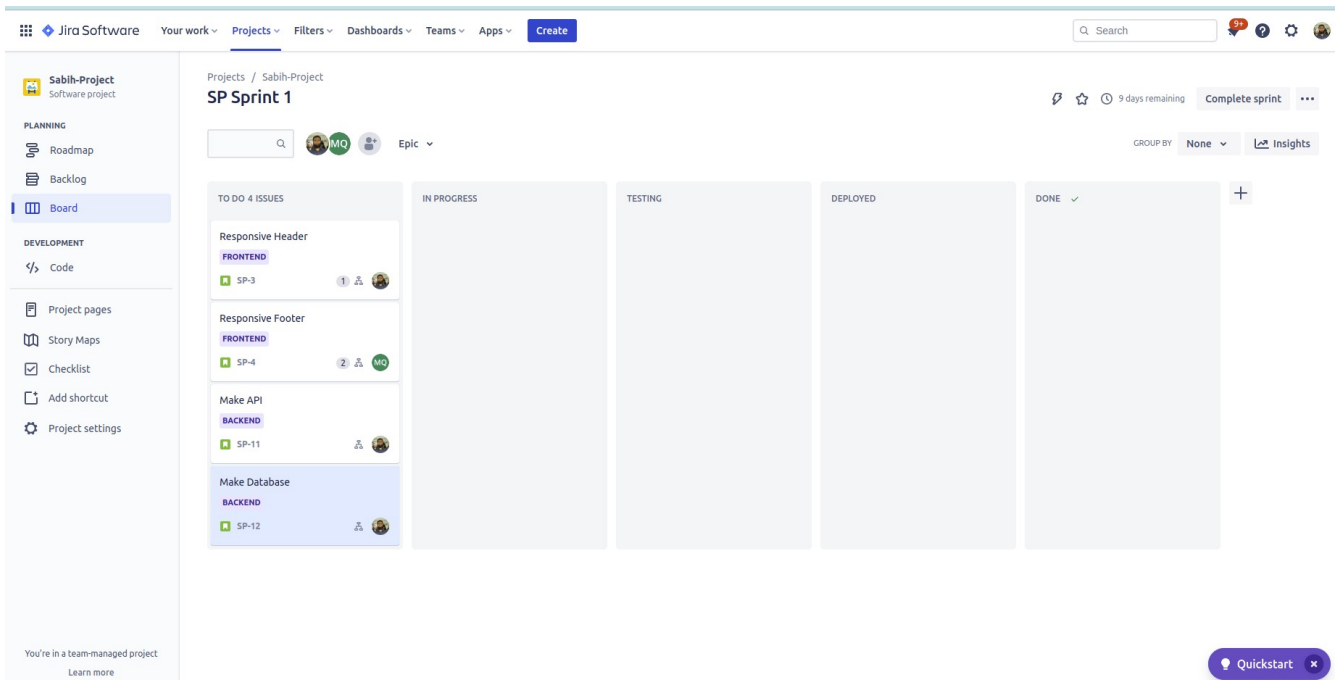 Jira Software Your work Projects Filters Dashboards Teams Apps Create Search 9+
Sabih-Project
Software project
PLANNING
Roadmap
Backlog
Board
DEVELOPMENT
Code
Project pages
Story Maps
Checklist
Add shortcut
Project settings
You're in a team-managed project
Learn more
Projects / Sabih-Project
SP Sprint 1
9 days remaining Complete sprint
MQ Epic GROUP BY None Insights
TO DO 4 ISSUES
Responsive Header
FRONTEND
SP-3 1
Responsive Footer
FRONTEND
SP-4 2 MQ
Make API
BACKEND
SP-11
Make Database
BACKEND
SP-12
IN PROGRESS
TESTING
DEPLOYED
DONE
Quickstart